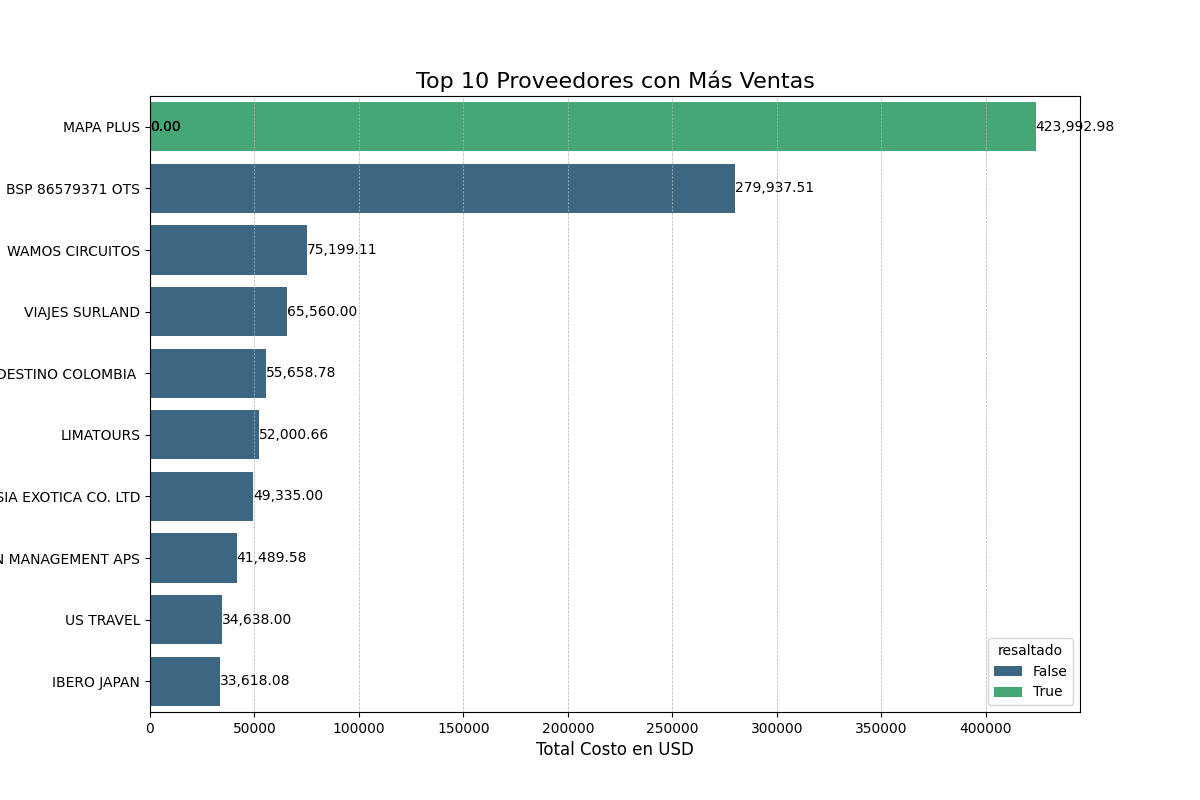 Top 10 Proveedores con Más Ventas
MAPA PLUS 0.00 423,992.98
BSP 86579371 OTS 279,937.51
WAMOS CIRCUITOS 75,199.11
VIAJES SURLAND 65,560.00
DESTINO COLOMBIA 55,658.78
LIMATOURS 52,000.66
SIA EXOTICA CO. LTD 49,335.00
N MANAGEMENT APS 41,489.58
US TRAVEL 34,638.00
IBERO JAPAN 33,618.08
resaltado
False
True
0 50000 100000 150000 200000 250000 300000 350000 400000
Total Costo en USD